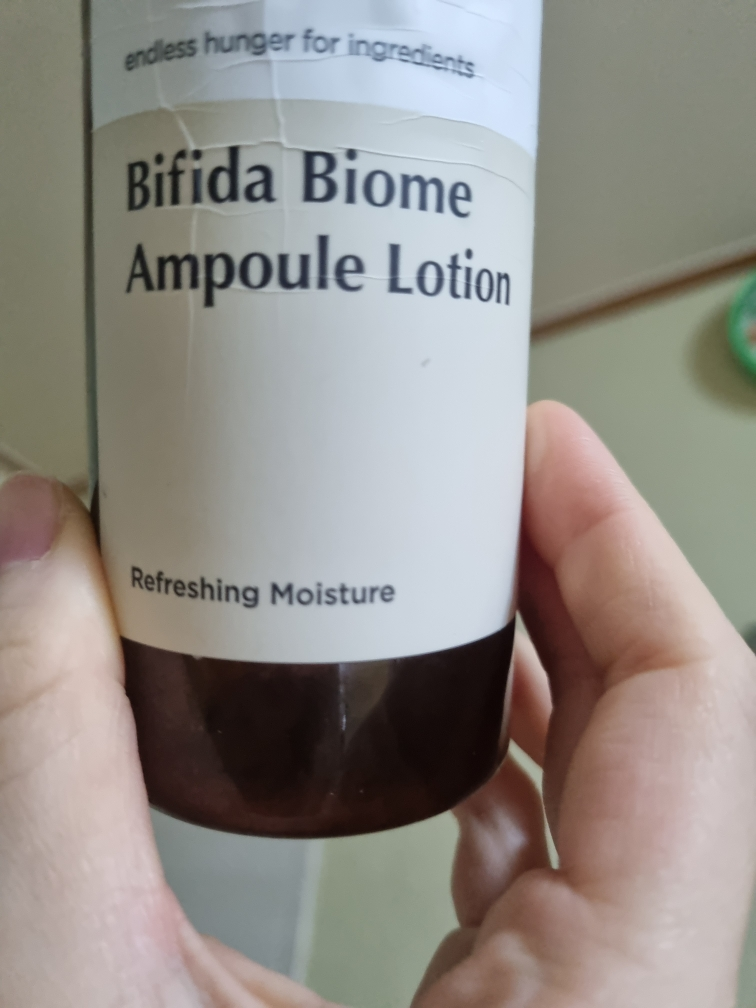 endless hunger for ingredients
Bifida Biome
Ampoule Lotion
Refreshing Moisture